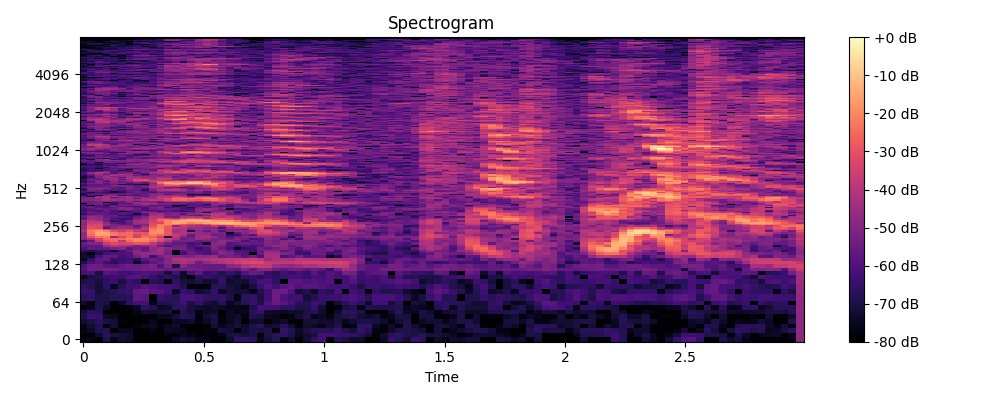 Spectrogram
4096
2048
1024
512
256
128
64
0
Hz
0
0.5
1
1.5
2
2.5
Time
+0 dB
-10 dB
-20 dB
-30 dB
-40 dB
-50 dB
-60 dB
-70 dB
-80 dB